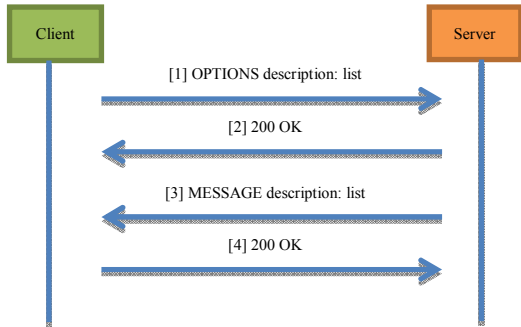 Client
Server
[1] OPTIONS description: list
[2] 200 OK
[3] MESSAGE description: list
[4] 200 OK